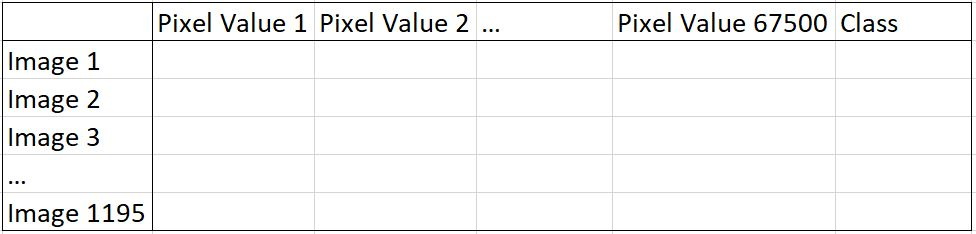 Pixel Value 1 Pixel Value 2 ... Pixel Value 67500 Class
Image 1
Image 2
Image 3
...
Image 1195